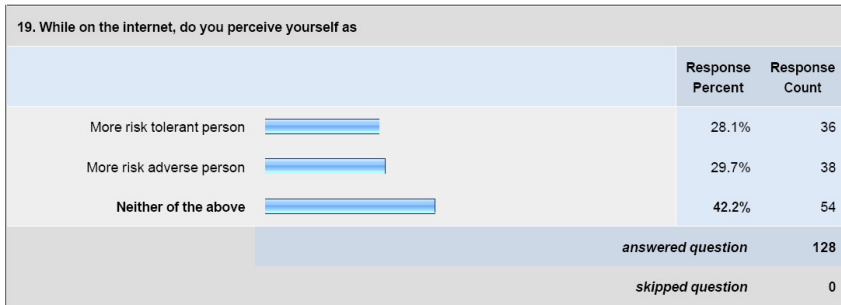 19. While on the internet, do you perceive yourself as
Response Percent Response Count
More risk tolerant person 28.1% 36
More risk adverse person 29.7% 38
Neither of the above 42.2% 54
answered question 128
skipped question 0